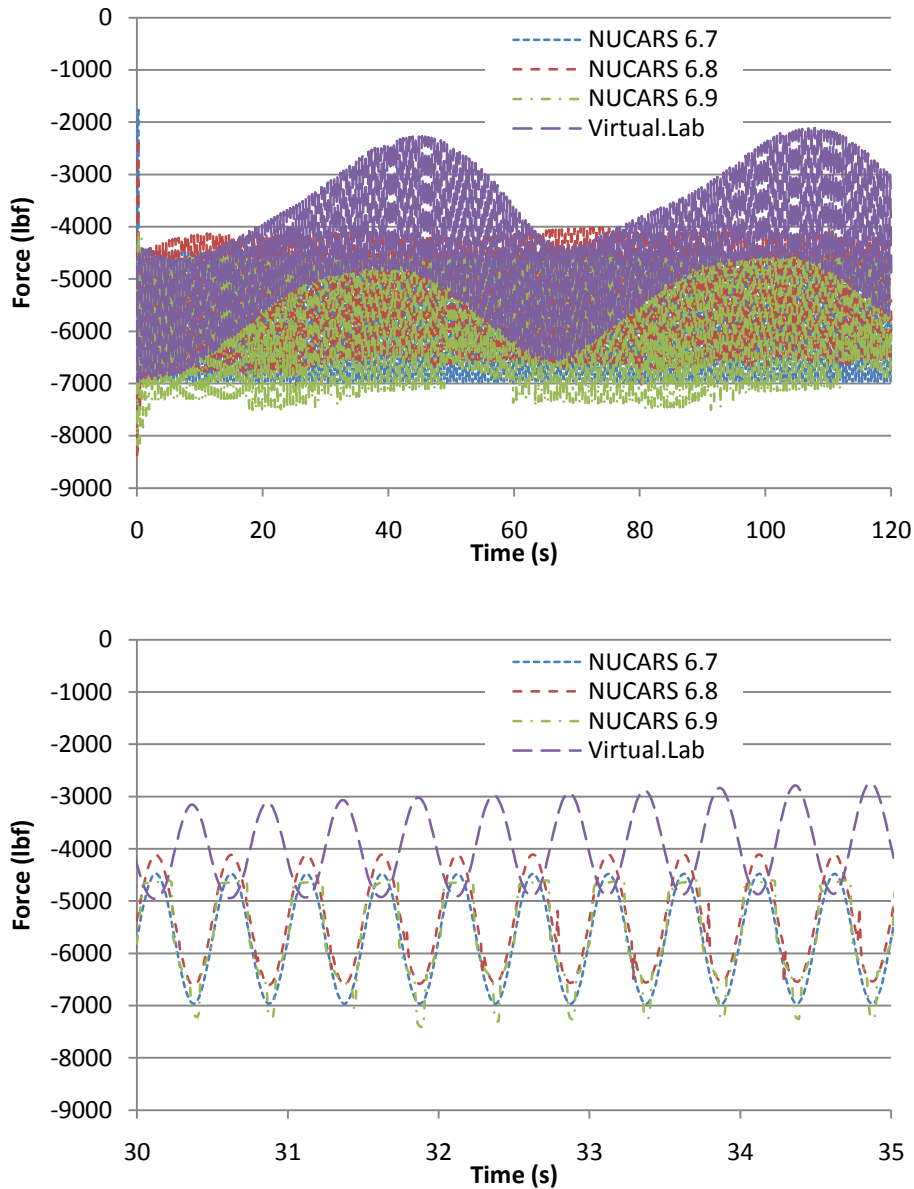 0
-1000
-2000
-3000
-4000
-5000
-6000
-7000
-8000
-9000
Force (lbf)
NUCARS 6.7
NUCARS 6.8
NUCARS 6.9
Virtual.Lab
0 20 40 60 80 100 120
Time (s)
0
-1000
-2000
-3000
-4000
-5000
-6000
-7000
-8000
-9000
Force (lbf)
NUCARS 6.7
NUCARS 6.8
NUCARS 6.9
Virtual.Lab
30 31 32 33 34 35
Time (s)